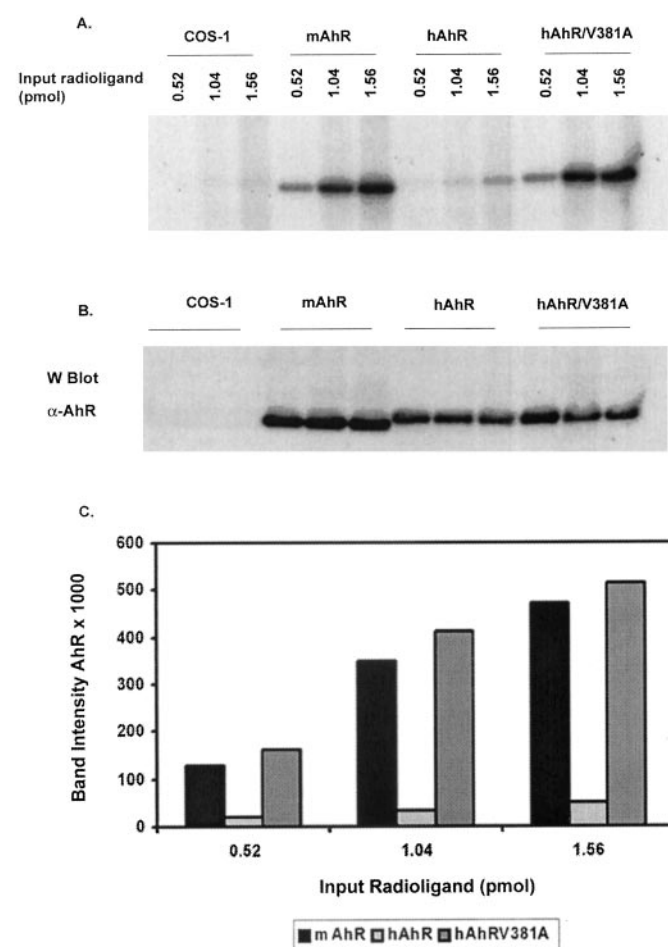 A.
COS-1 mAhR hAhR hAhR/V381A
Input radioligand
(pmol)
0.52 1.04 1.56 0.52 1.04 1.56 0.52 1.04 1.56 0.52 1.04 1.56
B.
COS-1 mAhR hAhR hAhR/V381A
W Blot
α-AhR
C.
600
500
400
300
200
100
0
Band Intensity AhR x 1000
0.52 1.04 1.56
Input Radioligand (pmol)
m AhR hAhR hAhRV381A